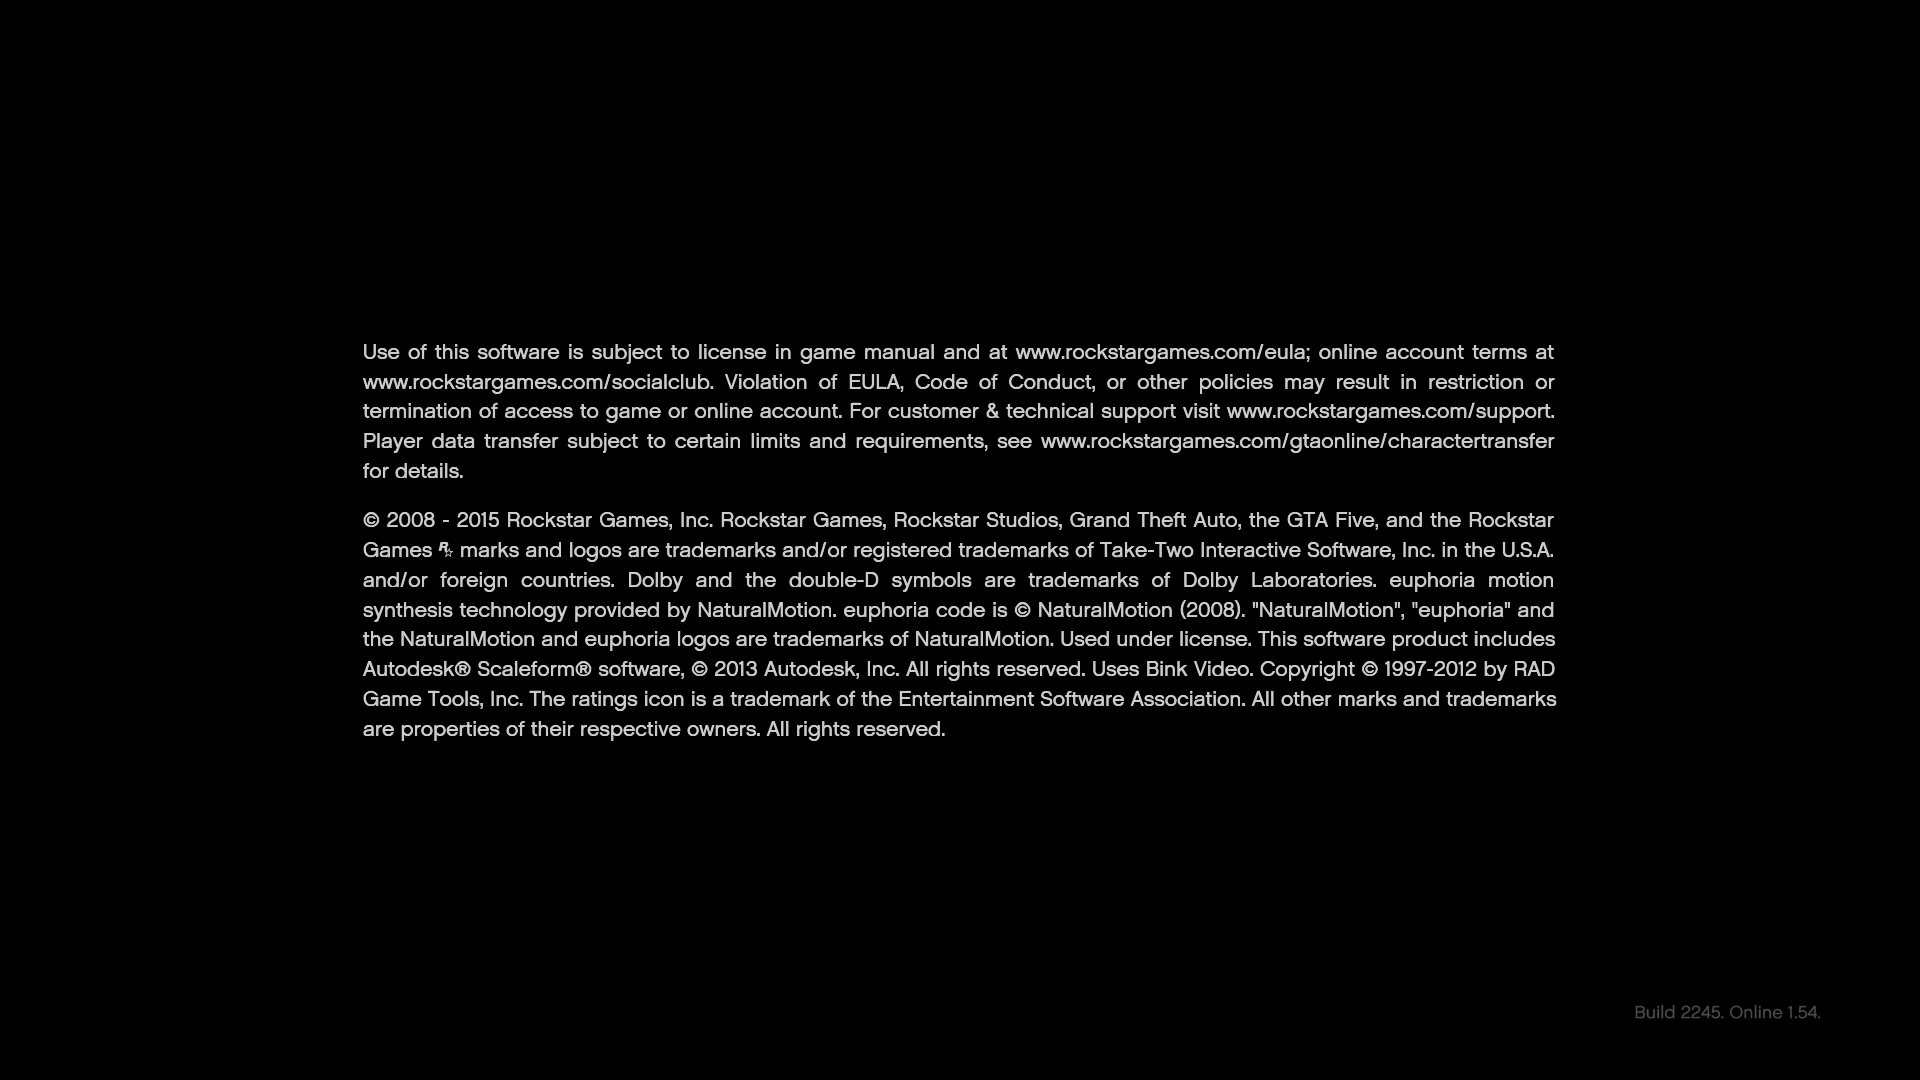 Use of this software is subject to license in game manual and at www.rockstargames.com/eula; online account terms at
www.rockstargames.com/socialclub. Violation of EULA, Code of Conduct, or other policies may result in restriction or
termination of access to game or online account. For customer & technical support visit www.rockstargames.com/support.
Player data transfer subject to certain limits and requirements, see www.rockstargames.com/gtaonline/charactertransfer
for details.
© 2008 - 2015 Rockstar Games, Inc. Rockstar Games, Rockstar Studios, Grand Theft Auto, the GTA Five, and the Rockstar
Games R* marks and logos are trademarks and/or registered trademarks of Take-Two Interactive Software, Inc. in the U.S.A.
and/or foreign countries. Dolby and the double-D symbols are trademarks of Dolby Laboratories. euphoria motion
synthesis technology provided by NaturalMotion. euphoria code is © NaturalMotion (2008). "NaturalMotion", "euphoria" and
the NaturalMotion and euphoria logos are trademarks of NaturalMotion. Used under license. This software product includes
Autodesk® Scaleform® software, © 2013 Autodesk, Inc. All rights reserved. Uses Bink Video. Copyright © 1997-2012 by RAD
Game Tools, Inc. The ratings icon is a trademark of the Entertainment Software Association. All other marks and trademarks
are properties of their respective owners. All rights reserved.
Build 2245. Online 1.54.